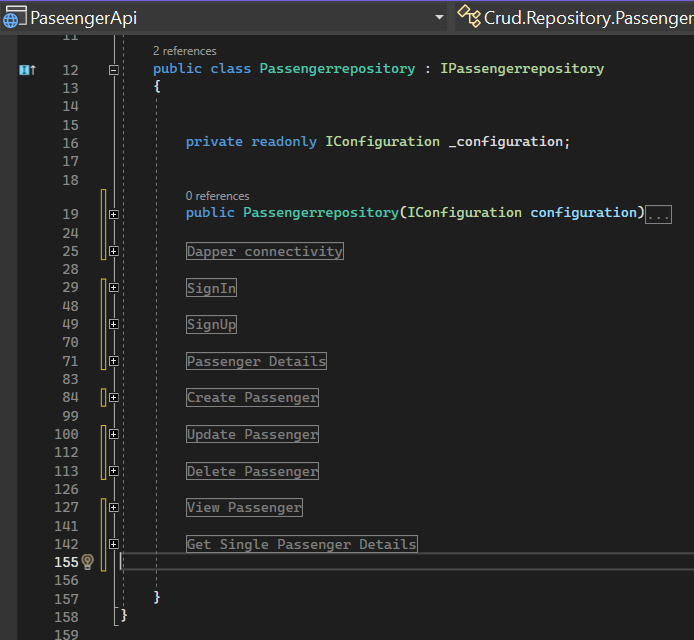 PaseengerApi Crud.Repository.Passenger
11
2 references
12 public class Passengerrepository : IPassengerrepository
13 {
14
15
16 private readonly IConfiguration _configuration;
17
18
0 references
19 public Passengerrepository(IConfiguration configuration)...
24
25 Dapper connectivity
28
29 SignIn
48
49 SignUp
70
71 Passenger Details
83
84 Create Passenger
99
100 Update Passenger
112
113 Delete Passenger
126
127 View Passenger
141
142 Get Single Passenger Details
155
156
157 }
158 }
159